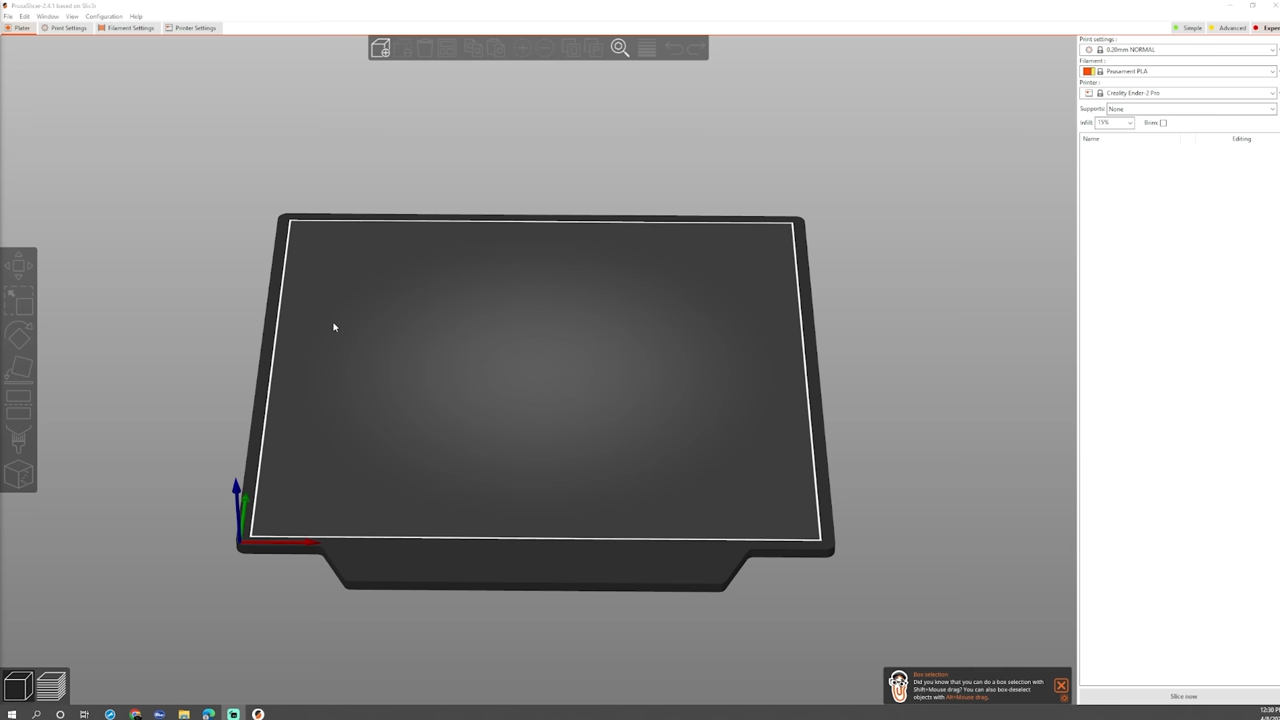 PrusaSlicer-2.4.1 based on Slic3r
File Edit Window View Configuration Help
Plater Print Settings Filament Settings Printer Settings
Simple Advanced Exper
Print settings :
0.20mm NORMAL
Filament :
Prusament PLA
Printer :
Creality Ender-2 Pro
Supports: None
Infill: 15% Brim:
Name Editing
Box selection
Did you know that you can do a box selection with
Shift+Mouse drag? You can also box-deselect
objects with Alt+Mouse drag.
Slice now
12:30 P